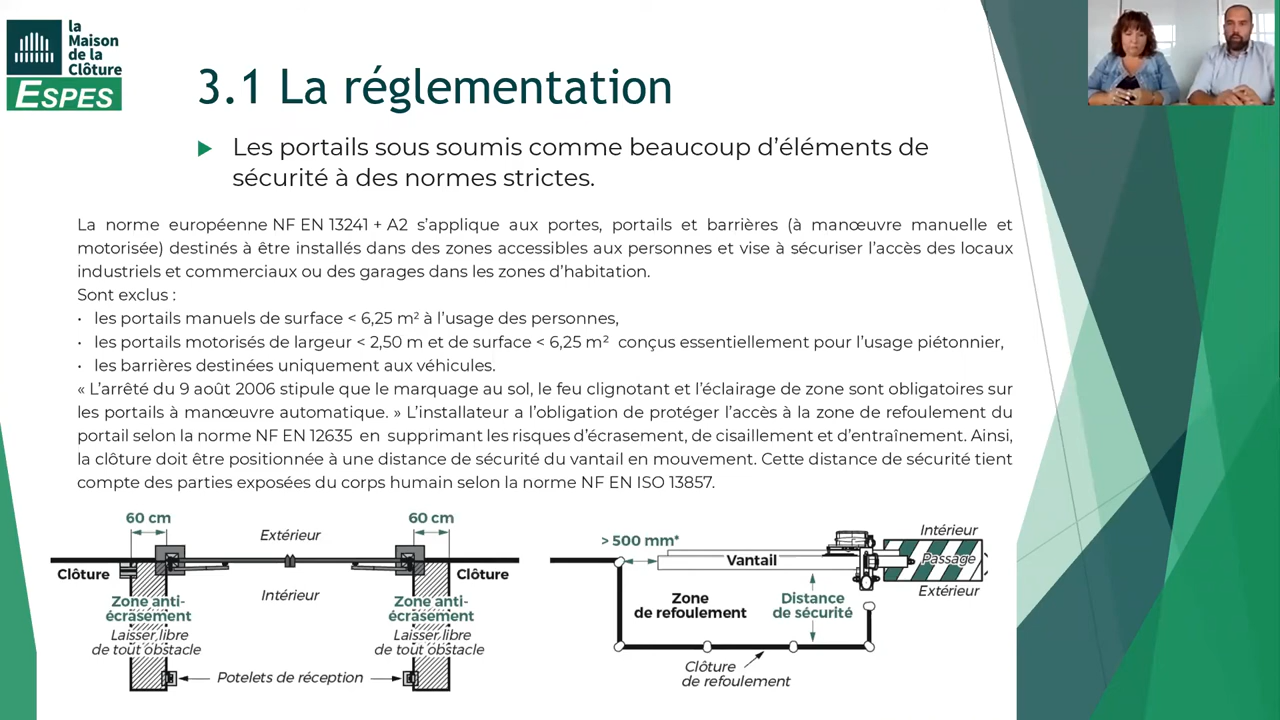 la
Maison
de la
Clôture
ESPES
3.1 La réglementation
Les portails sous soumis comme beaucoup d'éléments de
sécurité à des normes strictes.
La norme européenne NF EN 13241 + A2 s'applique aux portes, portails et barrières (à manœuvre manuelle et
motorisée) destinés à être installés dans des zones accessibles aux personnes et vise à sécuriser l'accès des locaux
industriels et commerciaux ou des garages dans les zones d'habitation.
Sont exclus :
• les portails manuels de surface < 6,25 m² à l'usage des personnes,
• les portails motorisés de largeur < 2,50 m et de surface < 6,25 m² conçus essentiellement pour l'usage piétonnier,
• les barrières destinées uniquement aux véhicules.
« L'arrêté du 9 août 2006 stipule que le marquage au sol, le feu clignotant et l'éclairage de zone sont obligatoires sur
les portails à manœuvre automatique. » L'installateur a l'obligation de protéger l'accès à la zone de refoulement du
portail selon la norme NF EN 12635 en supprimant les risques d'écrasement, de cisaillement et d'entraînement. Ainsi,
la clôture doit être positionnée à une distance de sécurité du vantail en mouvement. Cette distance de sécurité tient
compte des parties exposées du corps humain selon la norme NF EN ISO 13857.
60 cm
60 cm
Extérieur
Clôture
Clôture
Intérieur
Zone anti-
écrasement
Laisser libre
de tout obstacle
Zone anti-
écrasement
Laisser libre
de tout obstacle
Potelets de réception
> 500 mm*
Vantail
Intérieur
Passage
Extérieur
Zone
de refoulement
Distance
de sécurité
Clôture
de refoulement